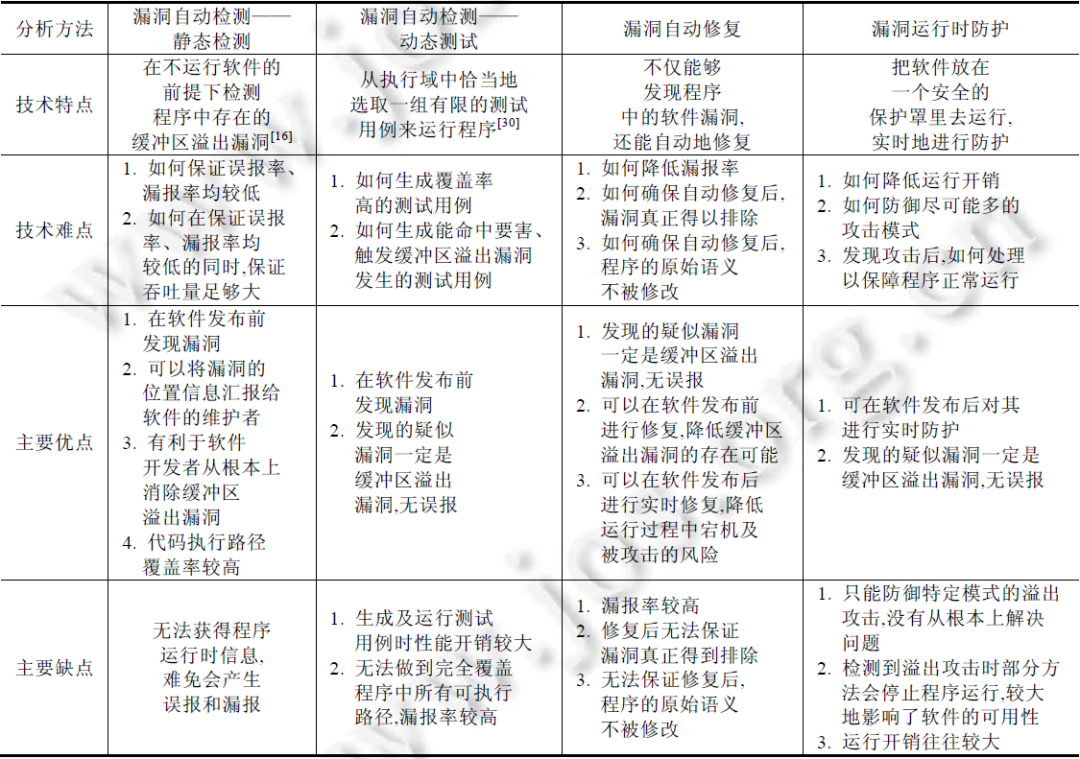 分析方法
漏洞自动检测——
静态检测
漏洞自动检测——
动态测试
漏洞自动修复
漏洞运行时防护
技术特点
在不运行软件的
前提下检测
程序中存在的
缓冲区溢出漏洞[16]
从执行域中恰当地
选取一组有限的测试
用例来运行程序[30]
不仅能够
发现程序
中的软件漏洞,
还能自动地修复
把软件放在
一个安全的
保护罩里去运行,
实时地进行防护
技术难点
1. 如何保证误报率、
漏报率均较低
2. 如何在保证误报
率、漏报率均
较低的同时,保证
吞吐量足够大
1. 如何生成覆盖率
高的测试用例
2. 如何生成能命中要害、
触发缓冲区溢出漏洞
发生的测试用例
1. 如何降低漏报率
2. 如何确保自动修复后,
漏洞真正得以排除
3. 如何确保自动修复后,
程序的原始语义
不被修改
1. 如何降低运行开销
2. 如何防御尽可能多的
攻击模式
3. 发现攻击后,如何处理
以保障程序正常运行
主要优点
1. 在软件发布前
发现漏洞
2. 可以将漏洞的
位置信息汇报给
软件的维护者
3. 有利于软件
开发者从根本上
消除缓冲区
溢出漏洞
4. 代码执行路径
覆盖率较高
1. 在软件发布前
发现漏洞
2. 发现的疑似
漏洞一定是
缓冲区溢出
漏洞,无误报
1. 发现的疑似漏洞
一定是缓冲区溢出
漏洞,无误报
2. 可以在软件发布前
进行修复,降低缓冲区
溢出漏洞的存在可能
3. 可以在软件发布后
进行实时修复,降低
运行过程中宕机及
被攻击的风险
1. 可在软件发布后对其
进行实时防护
2. 发现的疑似漏洞一定是
缓冲区溢出漏洞,无误报
主要缺点
无法获得程序
运行时信息,
难免会产生
误报和漏报
1. 生成及运行测试
用例时性能开销较大
2. 无法做到完全覆盖
程序中所有可执行
路径,漏报率较高
1. 漏报率较高
2. 修复后无法保证
漏洞真正得到排除
3. 无法保证修复后,
程序的原始语义
不被修改
1. 只能防御特定模式的溢出
攻击,没有从根本上解决
问题
2. 检测到溢出攻击时部分方
法会停止程序运行,较大
地影响了软件的可用性
3. 运行开销往往较大
www.jos.org.cn